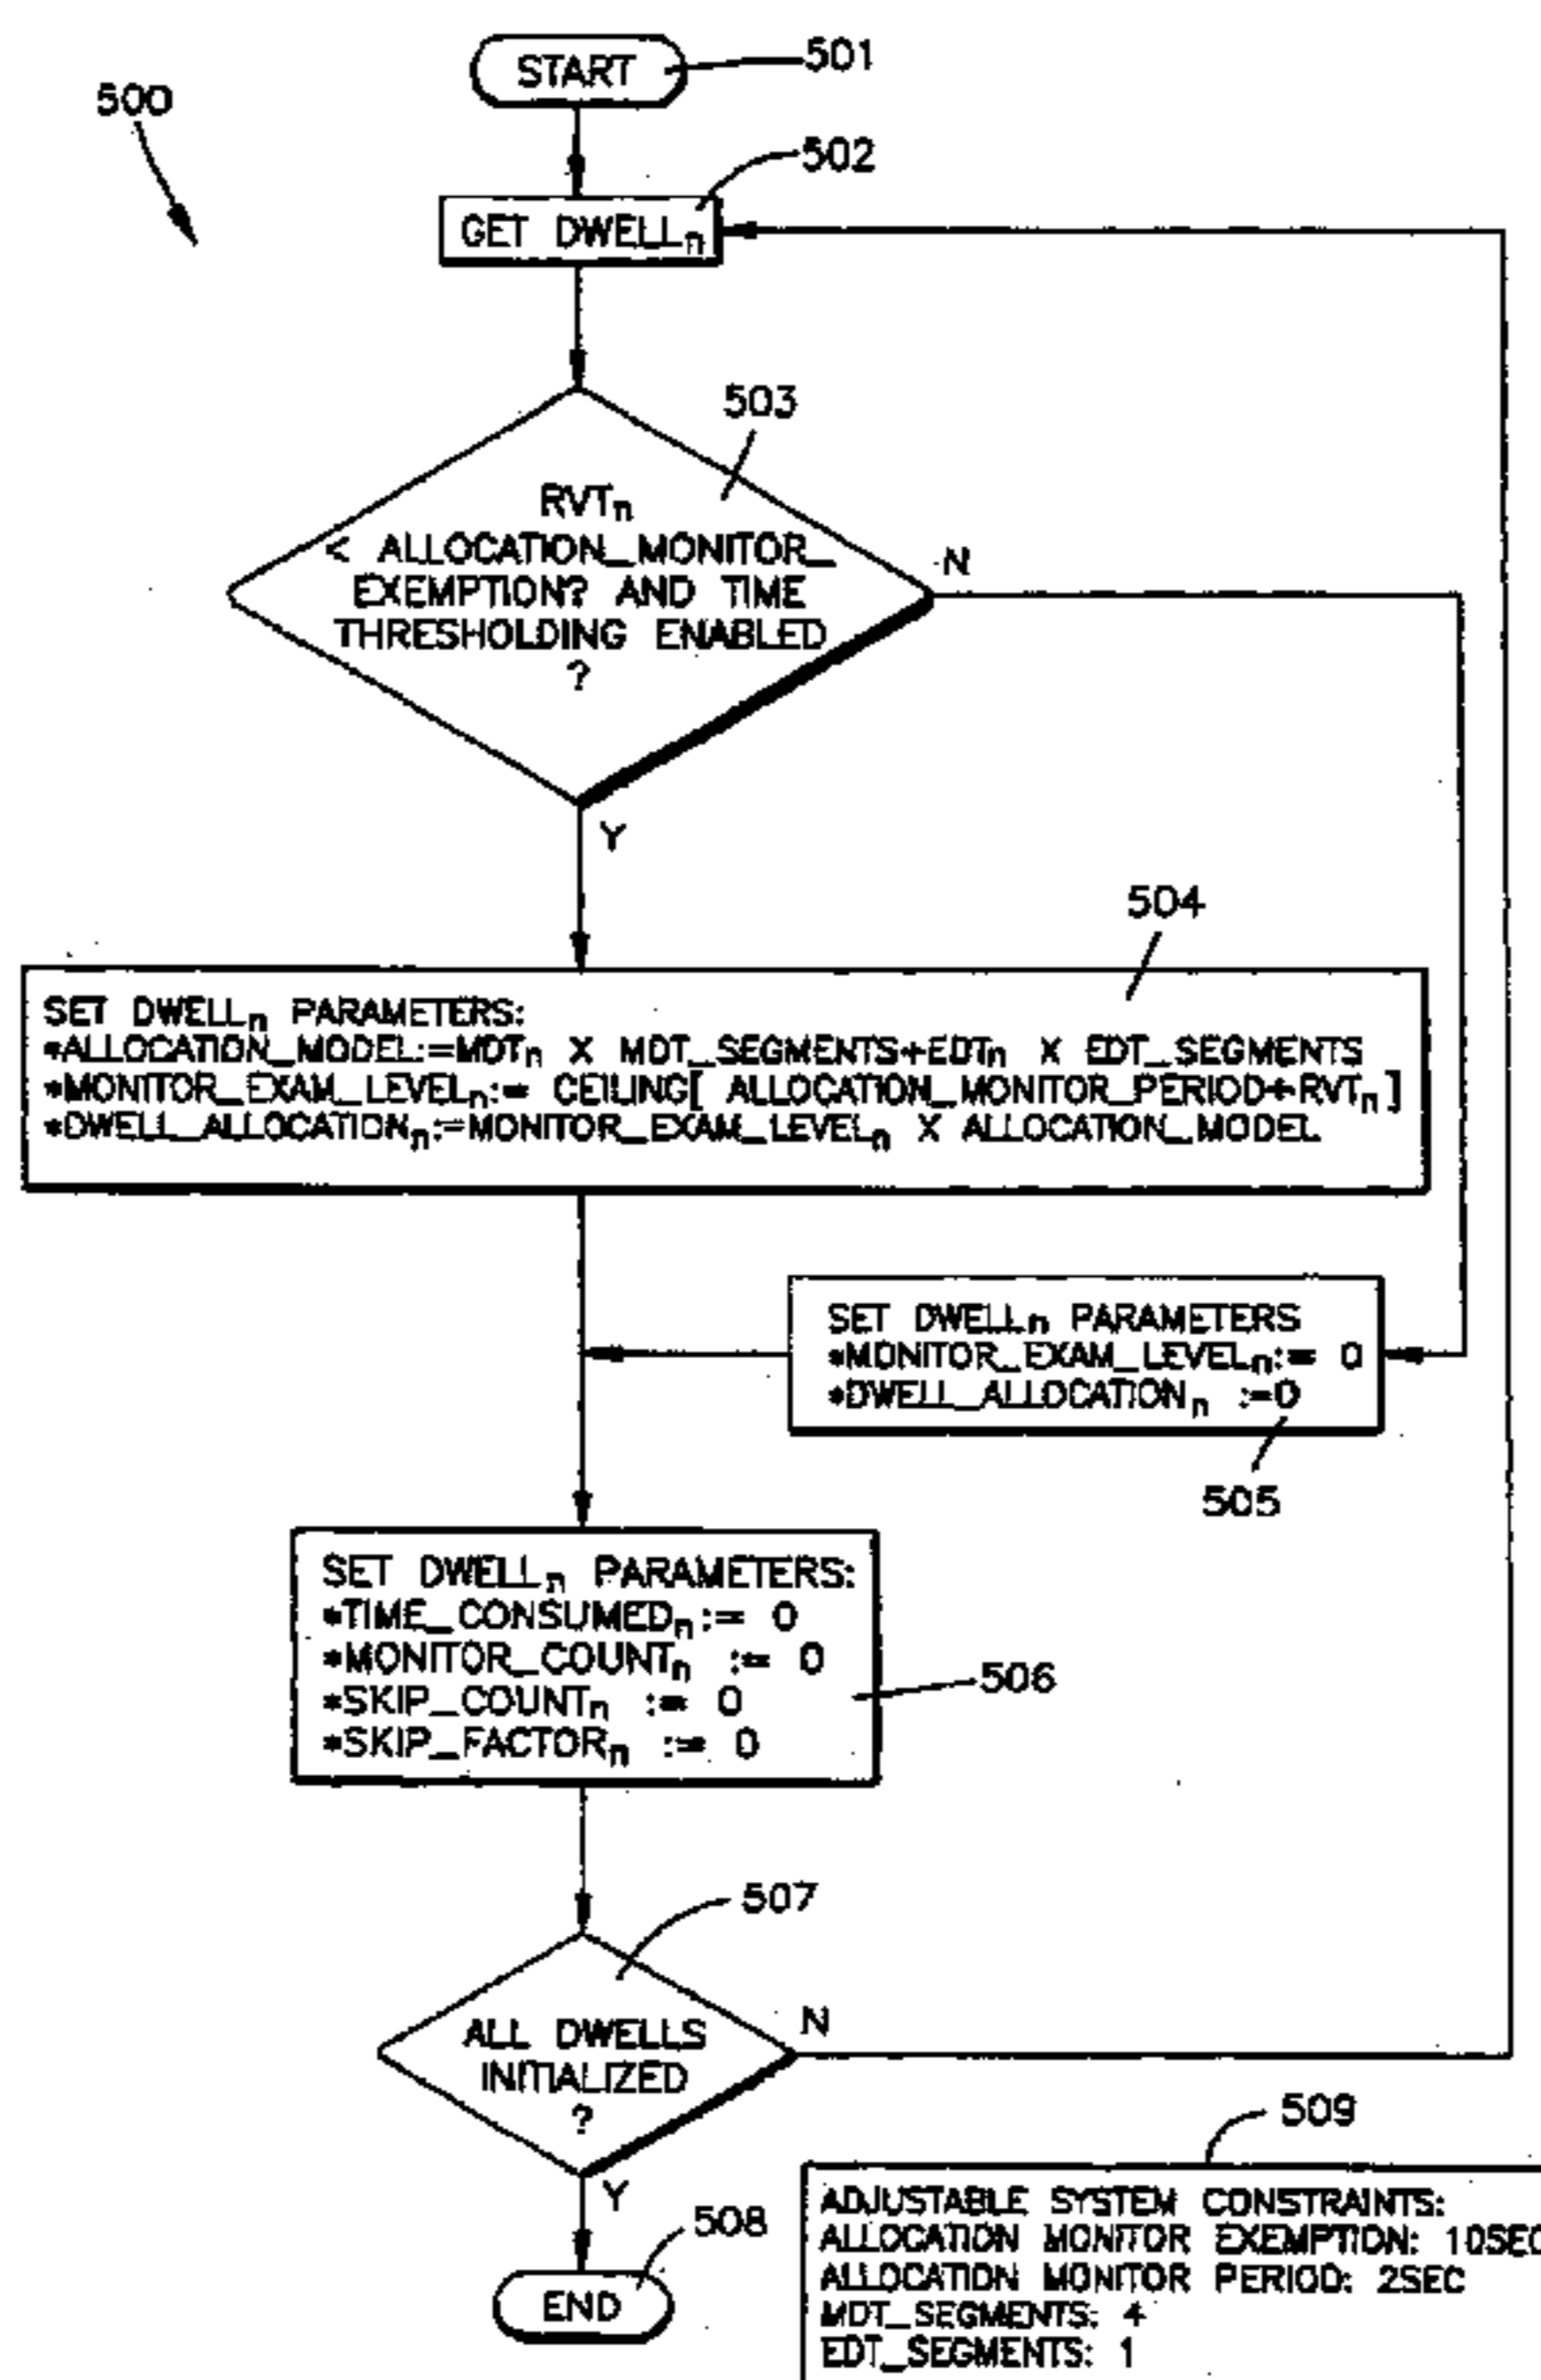 START
501
500
502
GET DWELLn
503
RVTn
< ALLOCATION_MONITOR_
EXEMPTION? AND TIME
THRESHOLDING ENABLED
?
N
Y
504
SET DWELLn PARAMETERS:
*ALLOCATION_MODEL:=MDTn X MDT_SEGMENTS+EDTn X EDT_SEGMENTS
*MONITOR_EXAM_LEVELn:= CEILING[ ALLOCATION_MONITOR_PERIOD÷RVTn ]
*DWELL_ALLOCATIONn:=MONITOR_EXAM_LEVELn X ALLOCATION_MODEL
SET DWELLn PARAMETERS
*MONITOR_EXAM_LEVELn:= 0
*DWELL_ALLOCATIONn :=0
505
SET DWELLn PARAMETERS:
*TIME_CONSUMEDn:= 0
*MONITOR_COUNTn := 0
*SKIP_COUNTn := 0
*SKIP_FACTORn := 0
506
507
ALL DWELLS
INITIALIZED
?
N
Y
508
END
509
ADJUSTABLE SYSTEM CONSTRAINTS:
ALLOCATION MONITOR EXEMPTION: 10SEC
ALLOCATION MONITOR PERIOD: 2SEC
MDT_SEGMENTS: 4
EDT_SEGMENTS: 1